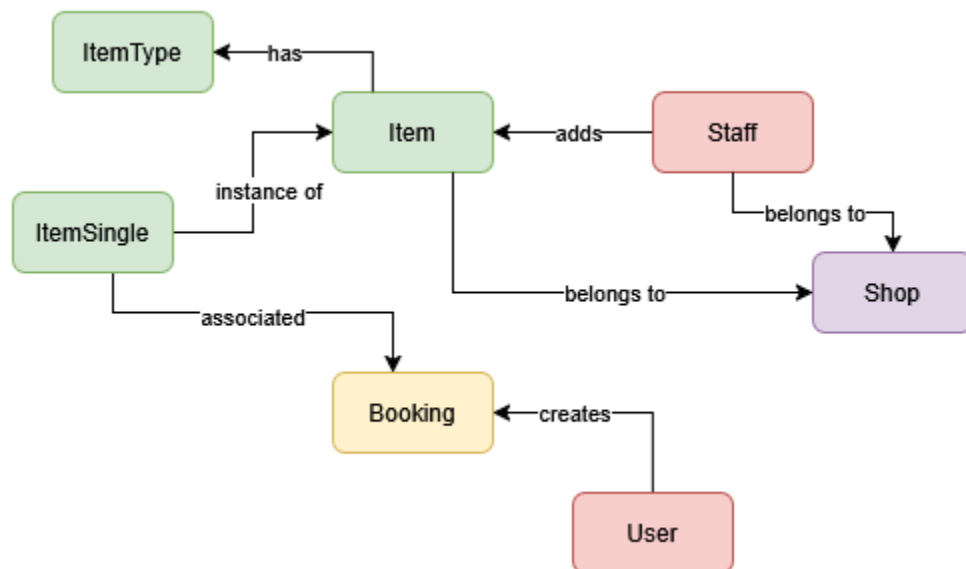 ItemType
has
Item
adds
Staff
instance of
belongs to
ItemSingle
belongs to
Shop
associated
Booking
creates
User